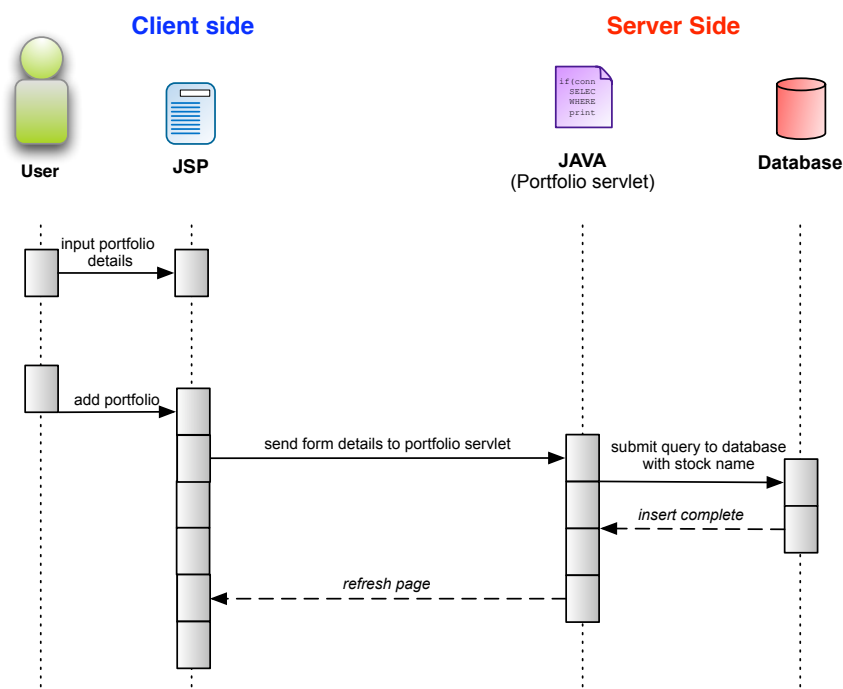 Client side
Server Side
if(conn
SELEC
WHERE
print
User
JSP
JAVA
(Portfolio servlet)
Database
input portfolio
details
add portfolio
send form details to portfolio servlet
submit query to database
with stock name
insert complete
refresh page